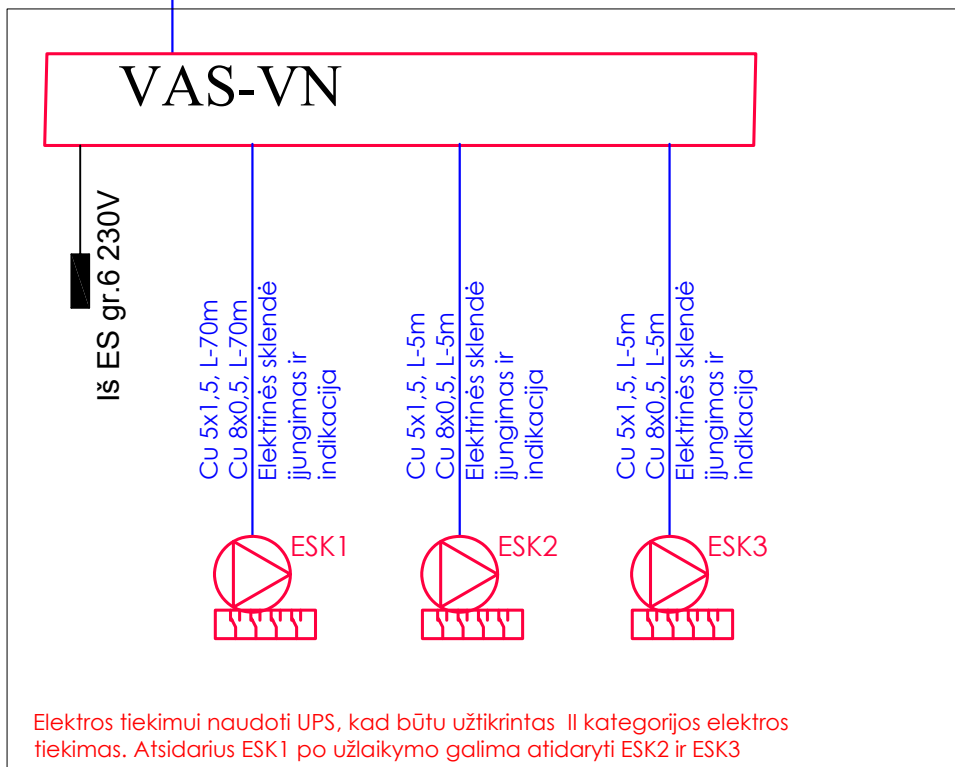 VAS-VN
Iš ES gr.6 230V
Cu 5x1,5, L-70m
Cu 8x0,5, L-70m
Elektrinės sklendė
įjungimas ir
indikacija
Cu 5x1,5, L-5m
Cu 8x0,5, L-5m
Elektrinės sklendė
įjungimas ir
indikacija
Cu 5x1,5, L-5m
Cu 8x0,5, L-5m
Elektrinės sklendė
įjungimas ir
indikacija
ESK1
ESK2
ESK3
Elektros tiekimui naudoti UPS, kad būtu užtikrintas II kategorijos elektros
tiekimas. Atsidarius ESK1 po užlaikymo galima atidaryti ESK2 ir ESK3